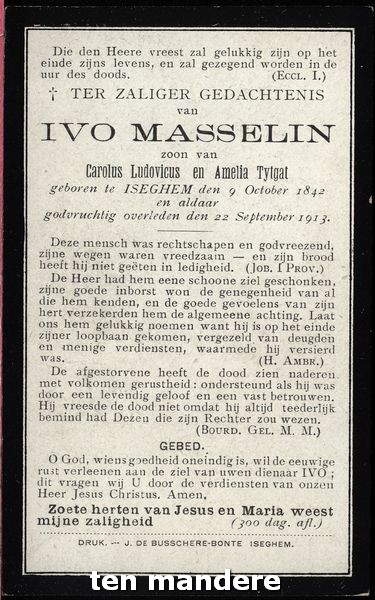 Die den Heere vreest zal gelukkig zijn op het
einde zijns levens, en zal gezegend worden in de
uur des doods. (Eccl. I.)
† TER ZALIGER GEDACHTENIS
van
IVO MASSELIN
zoon van
Carolus Ludovicus en Amelia Tytgat
geboren te ISEGHEM den 9 October 1842
en aldaar
godvruchtig overleden den 22 September 1913.
Deze mensch was rechtschapen en godvreezend,
zijne wegen waren vreedzaam — en zijn brood
heeft hij niet geëten in ledigheid. (Job. I Prov.)
De Heer had hem eene schoone ziel geschonken,
zijne goede inborst won de genegenheid van al
die hem kenden, en de goede gevoelens van zijn
hert verzekerden hem de algemeene achting. Laat
ons hem gelukkig noemen want hij is op het einde
zijner loopbaan gekomen, vergezeld van deugden
en menige verdiensten, waarmede hij versierd
was. (H. Ambr.)
De afgestorvene heeft de dood zien naderen
met volkomen gerustheid : ondersteund als hij was
door een levendig geloof en een vast betrouwen.
Hij vreesde de dood niet omdat hij altijd teederlijk
bemind had Dezen die zijn Rechter zou wezen.
(Bourd. Gel. M. M.)
GEBED.
O God, wiens goedheid oneindig is, wil de eeuwige
rust verleenen aan de ziel van uwen dienaar IVO ;
dit vragen wij U door de verdiensten van onzen
Heer Jesus Christus. Amen.
Zoete herten van Jesus en Maria weest
mijne zaligheid (300 dag. afl.)
DRUK. — J. DE BUSSCHERE-BONTE ISEGHEM.
ten mandere